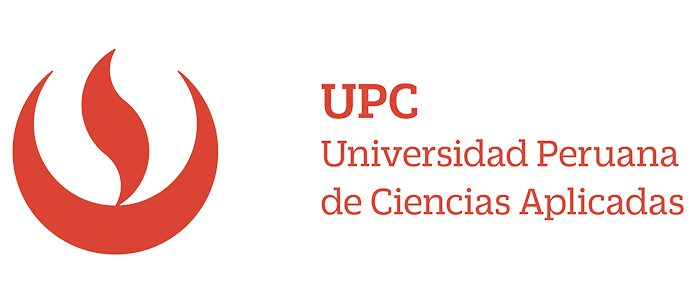 UPC
Universidad Peruana
de Ciencias Aplicadas